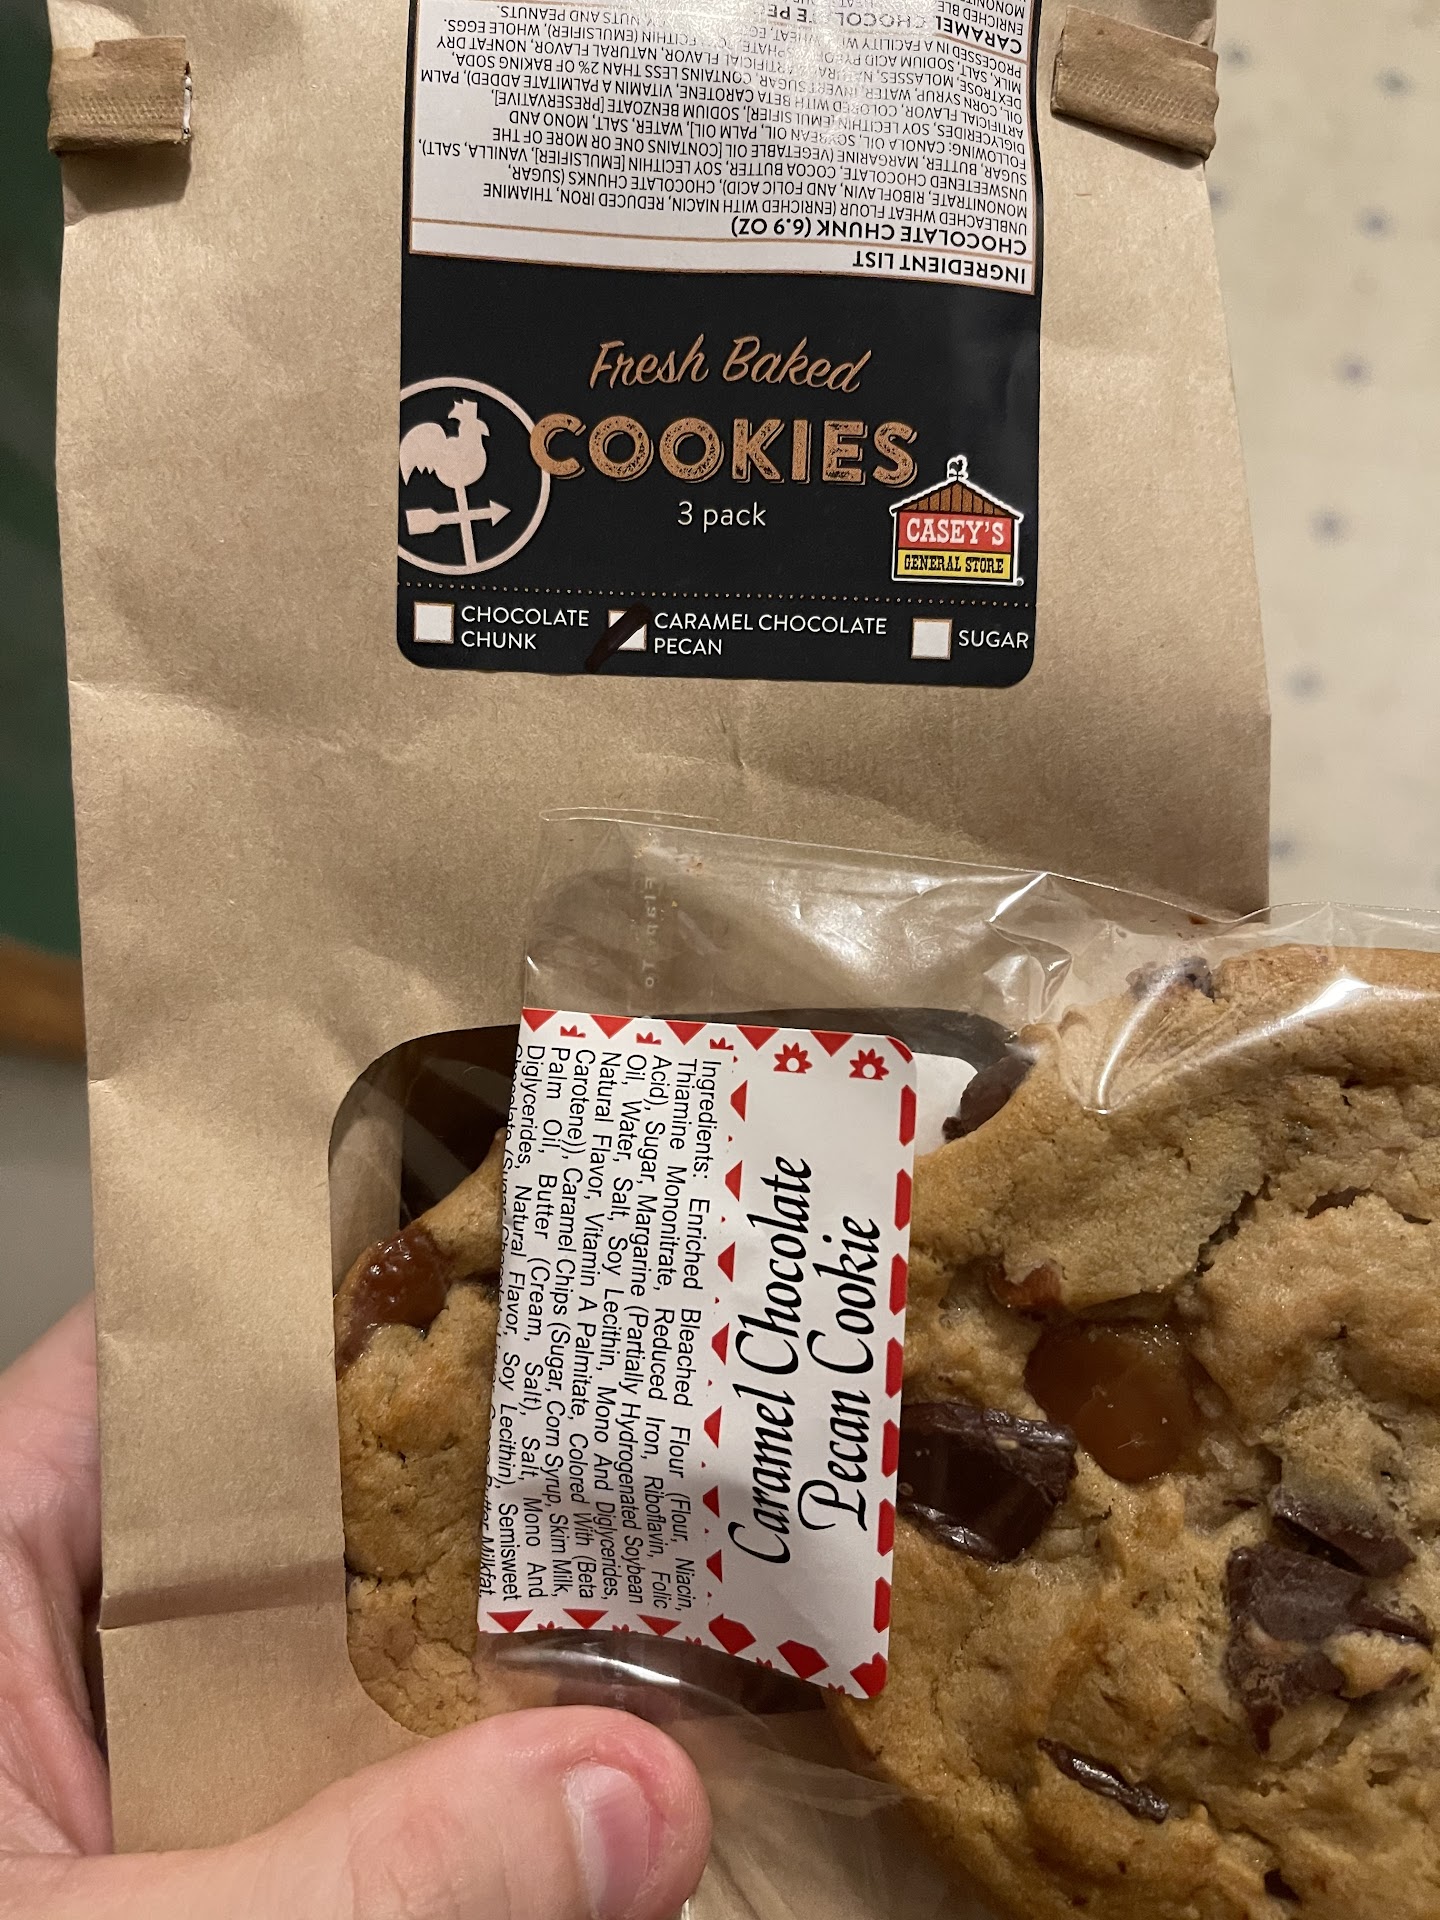 INGREDIENT LIST
CHOCOLATE CHUNK (6.9 OZ)
UNBLEACHED WHEAT FLOUR (ENRICHED WITH NIACIN, REDUCED IRON, THIAMINE
MONONITRATE, RIBOFLAVIN, AND FOLIC ACID), CHOCOLATE CHUNKS (SUGAR,
UNSWEETENED CHOCOLATE, COCOA BUTTER, SOY LECITHIN [EMULSIFIER], VANILLA, SALT),
SUGAR, BUTTER, MARGARINE (VEGETABLE OIL [CONTAINS ONE OR MORE OF THE
FOLLOWING: CANOLA OIL, SOYBEAN OIL, PALM OIL], WATER, SALT, MONO AND
DIGLYCERIDES, SOY LECITHIN [EMULSIFIER], SODIUM BENZOATE [PRESERVATIVE],
ARTIFICIAL FLAVOR, COLORED WITH BETA CAROTENE, VITAMIN A PALMITATE ADDED), PALM
OIL, CORN SYRUP, WATER, INVERT SUGAR, CONTAINS LESS THAN 2% OF BAKING SODA,
DEXTROSE, MOLASSES, NATURAL ARTIFICIAL FLAVOR, NATURAL FLAVOR, NONFAT DRY
MILK, SALT, SODIUM ACID LECITHIN (EMULSIFIER), WHOLE EGGS.
PROCESSED IN A FACILITY WHEAT, NUTS AND PEANUTS.
CARAMEL CHOCOLATE
ENRICHED
Fresh Baked
COOKIES
3 pack
CASEY'S
GENERAL STORE
CHOCOLATE CHUNK
CARAMEL CHOCOLATE PECAN
SUGAR
Caramel Chocolate
Pecan Cookie
Ingredients: Enriched Bleached Flour (Flour, Niacin,
Thiamine Mononitrate, Reduced Iron, Riboflavin, Folic
Acid), Sugar, Margarine (Partially Hydrogenated Soybean
Oil, Water, Salt, Soy Lecithin, Mono And Diglycerides,
Natural Flavor, Vitamin A Palmitate, Colored With (Beta
Carotene)), Caramel Chips (Sugar, Corn Syrup, Skim Milk,
Palm Oil, Butter (Cream, Salt), Salt, Mono And
Diglycerides, Natural Flavor, Soy Lecithin), Semisweet
Chocolate (Sugar, Butter, Milkfat,